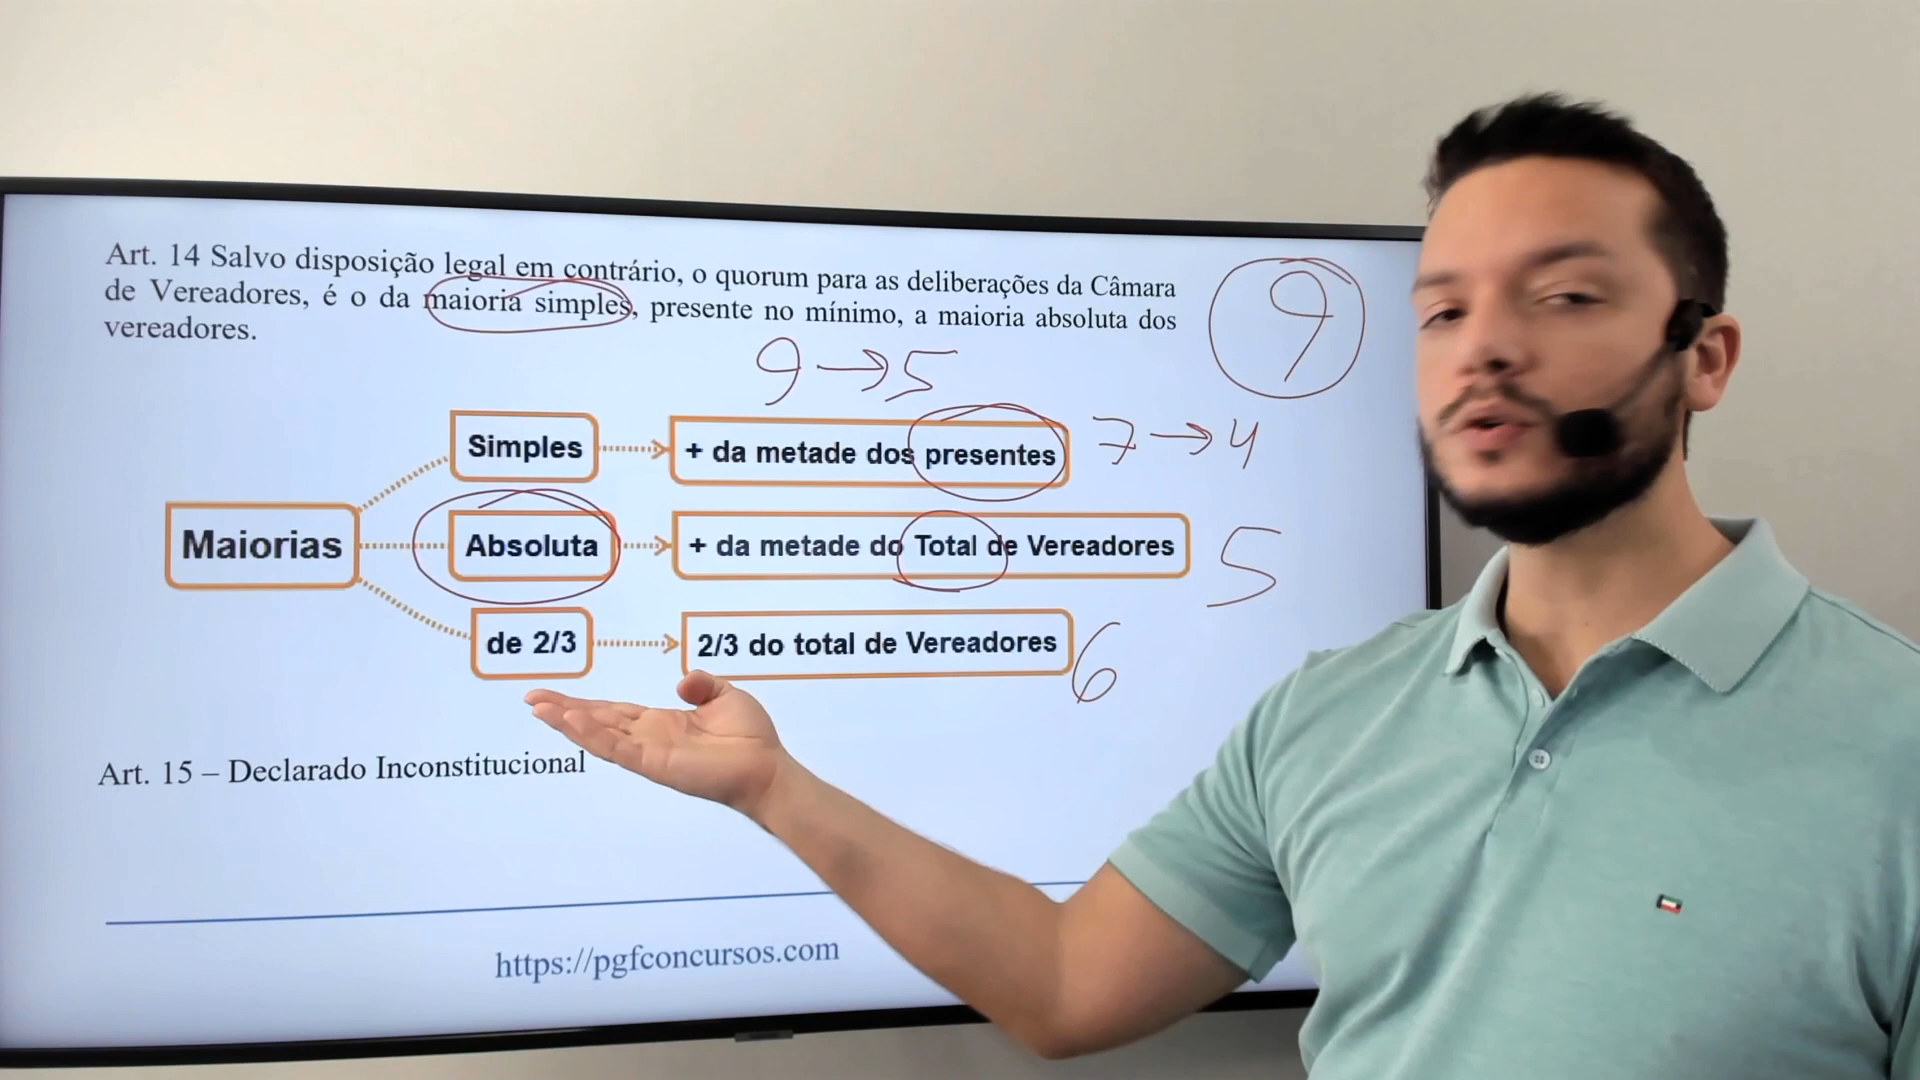 Art. 14 Salvo disposição legal em contrário, o quorum para as deliberações da Câmara
de Vereadores, é o da maioria simples, presente no mínimo, a maioria absoluta dos
vereadores.
9
9 → 5
Simples
+ da metade dos presentes
7 → 4
Maiorias
Absoluta
+ da metade do Total de Vereadores
5
de 2/3
2/3 do total de Vereadores
6
Art. 15 – Declarado Inconstitucional
https://pgfconcursos.com